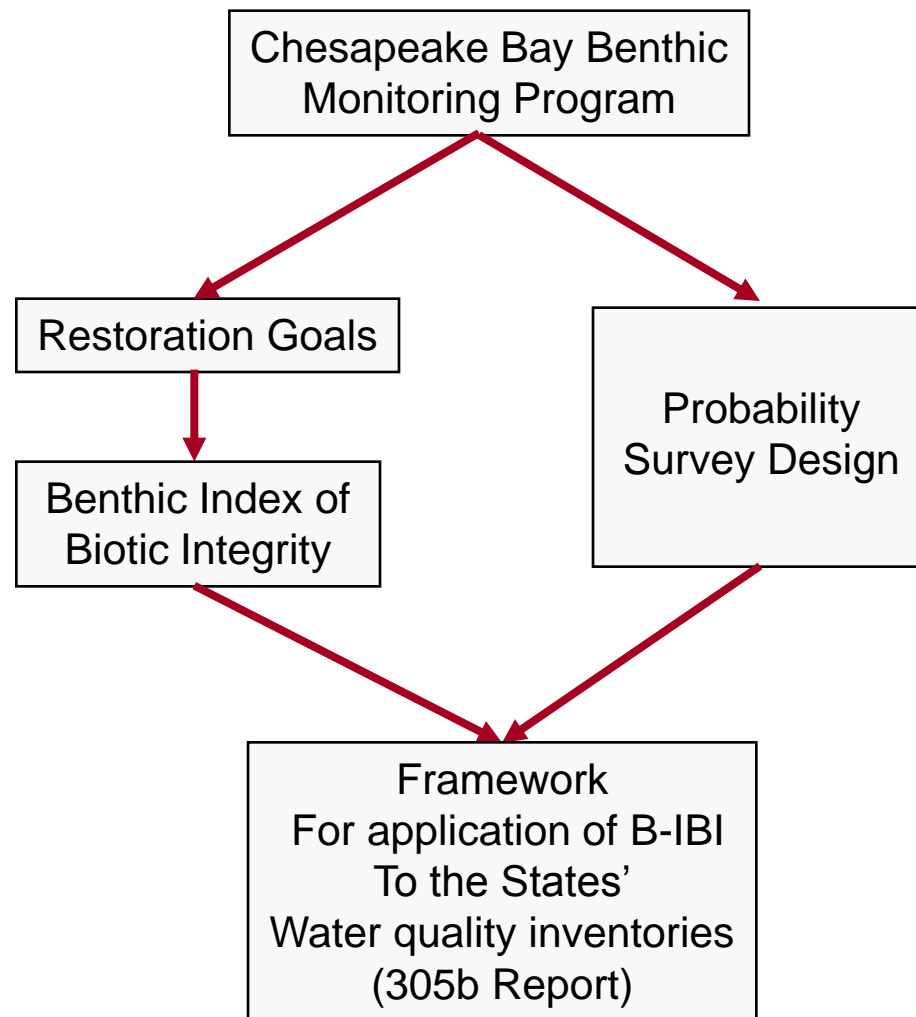 Chesapeake Bay Benthic
Monitoring Program
Restoration Goals
Probability
Survey Design
Benthic Index of
Biotic Integrity
Framework
For application of B-IBI
To the States’
Water quality inventories
(305b Report)